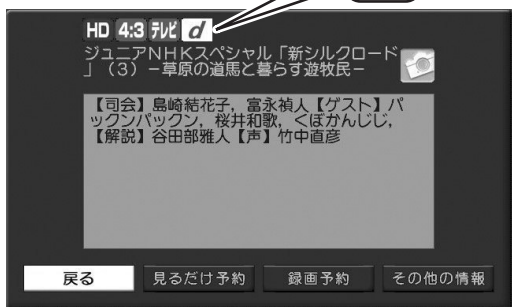 HD 4:3 テレビ d
ジュニアNHKスペシャル「新シルクロード
」(3)-草原の道馬と暮らす遊牧民-
【司会】島崎結花子,富永禎人【ゲスト】パ
ックンパックン,桜井和歌,くぼかんじじ,
【解説】谷田部雅人【声】竹中直彦
戻る 見るだけ予約 録画予約 その他の情報